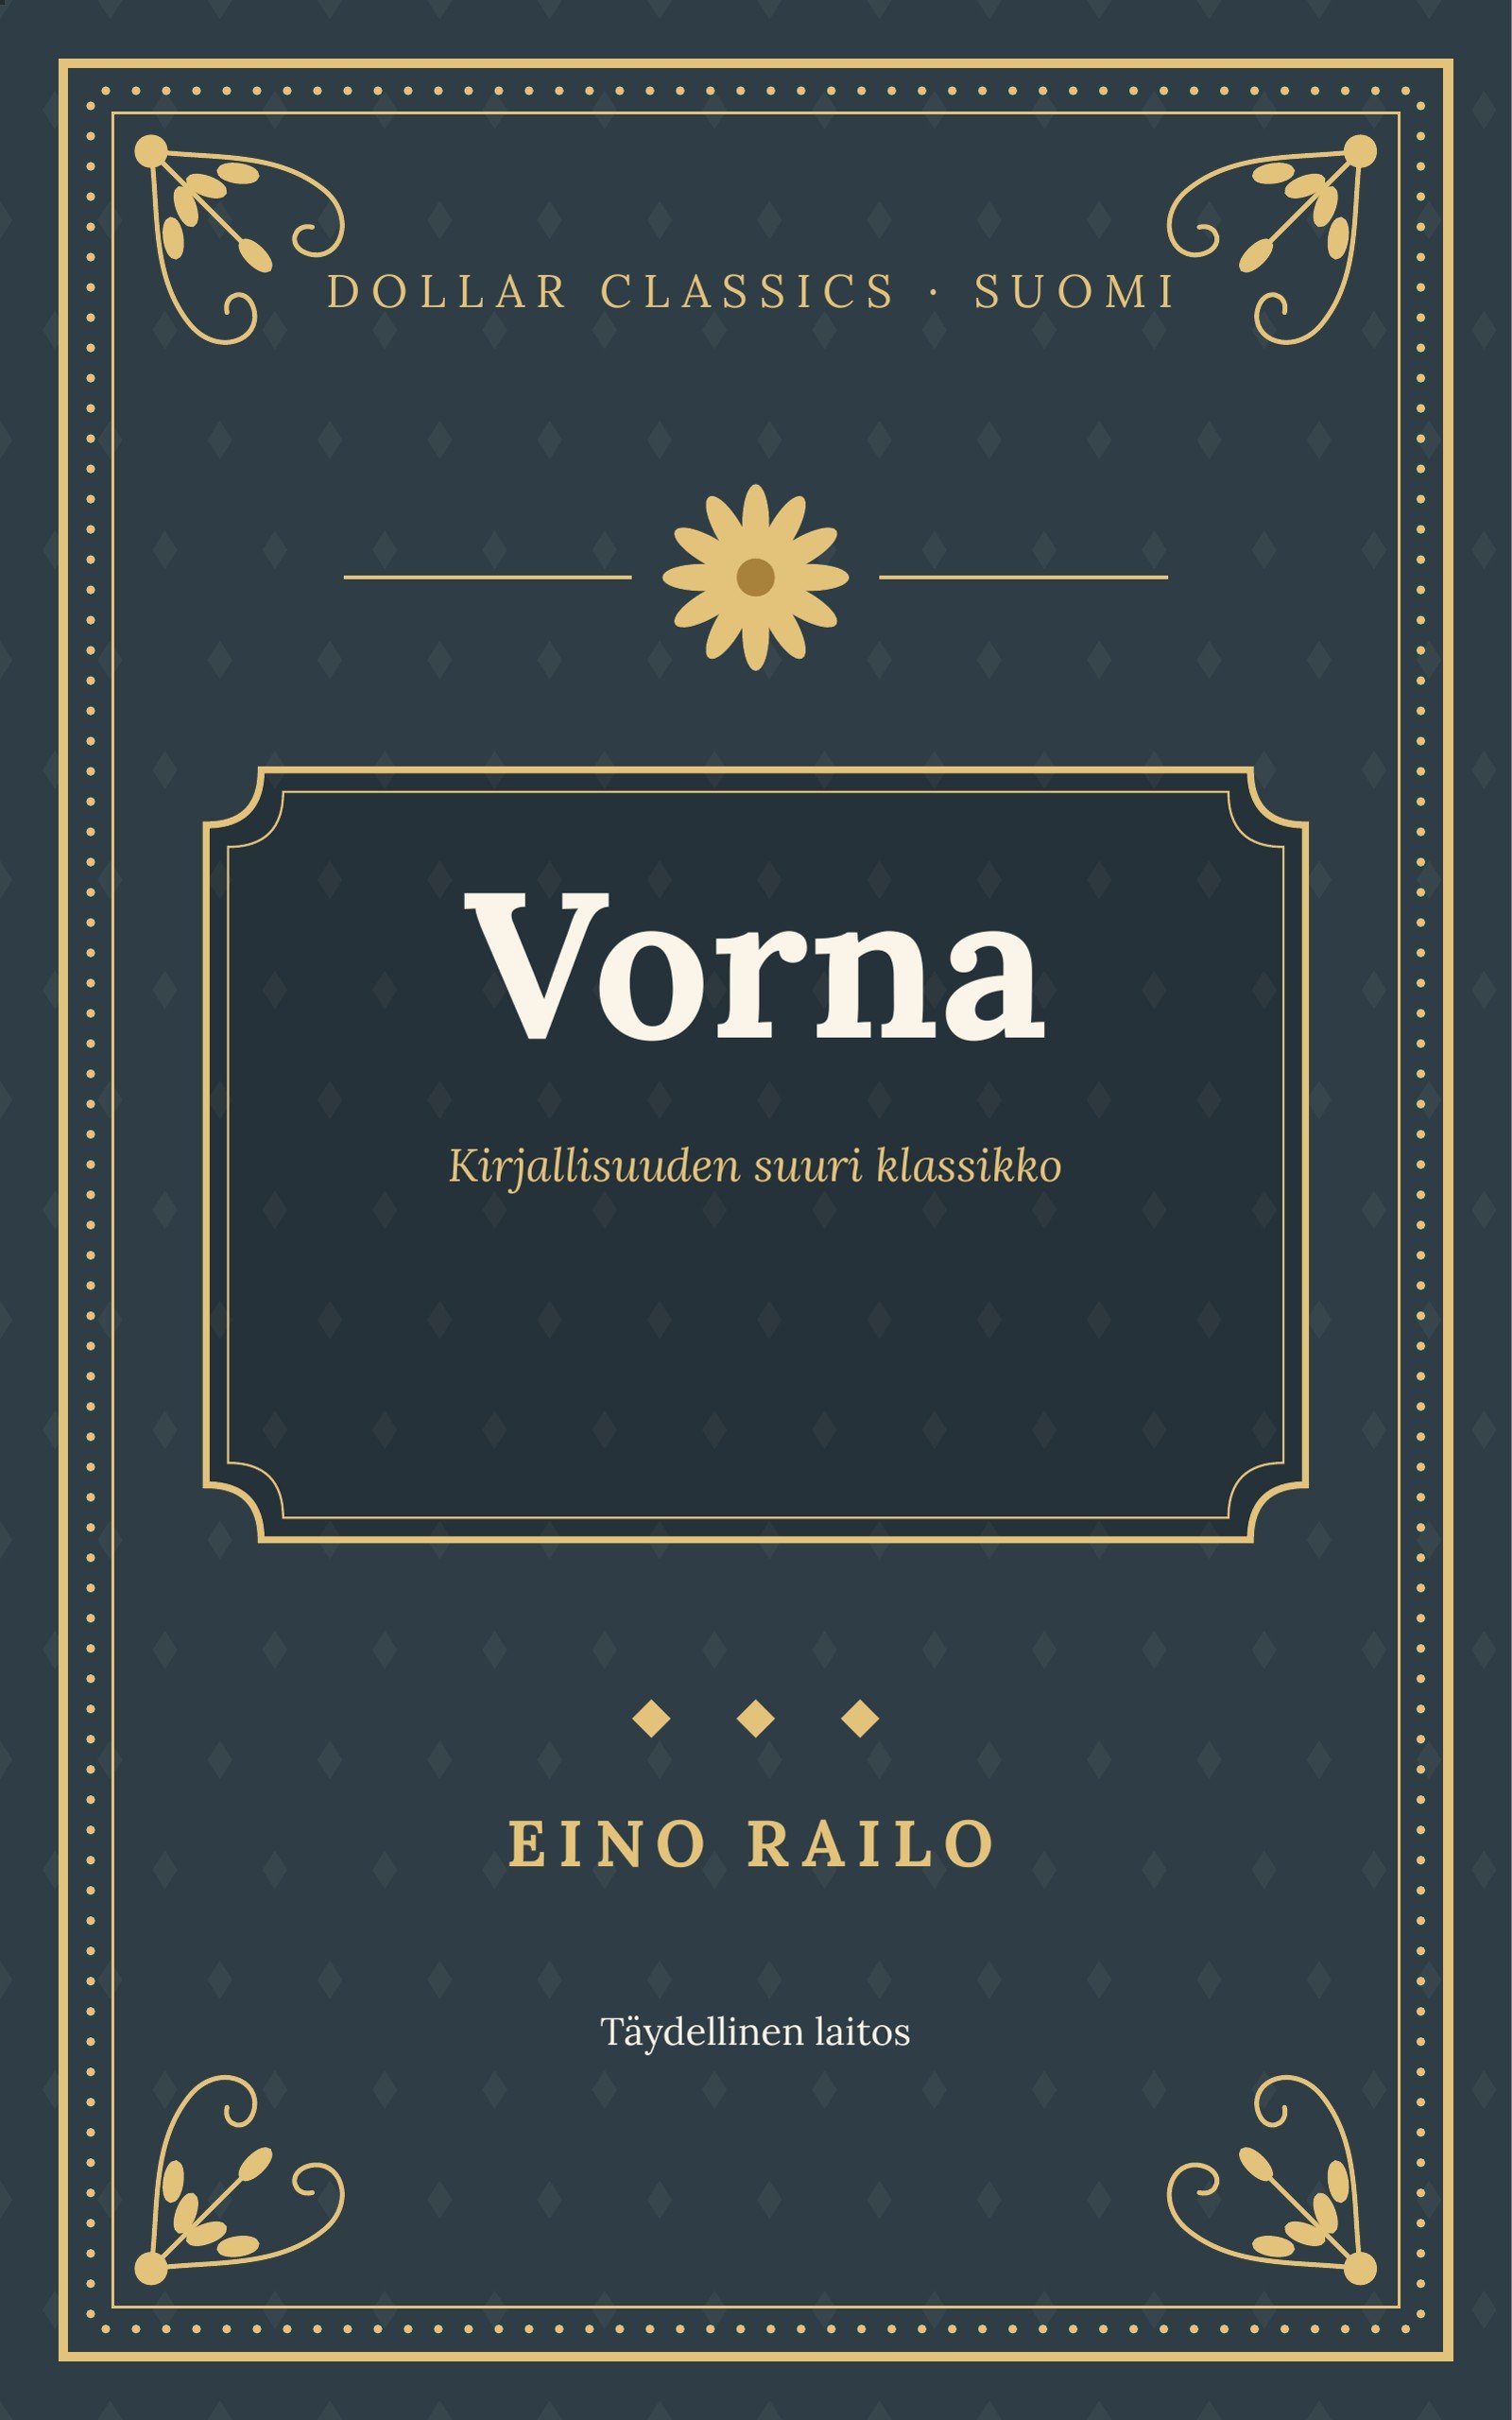 DOLLAR CLASSICS · SUOMI
Vorna
Kirjallisuuden suuri klassikko
EINO RAILO
Täydellinen laitos